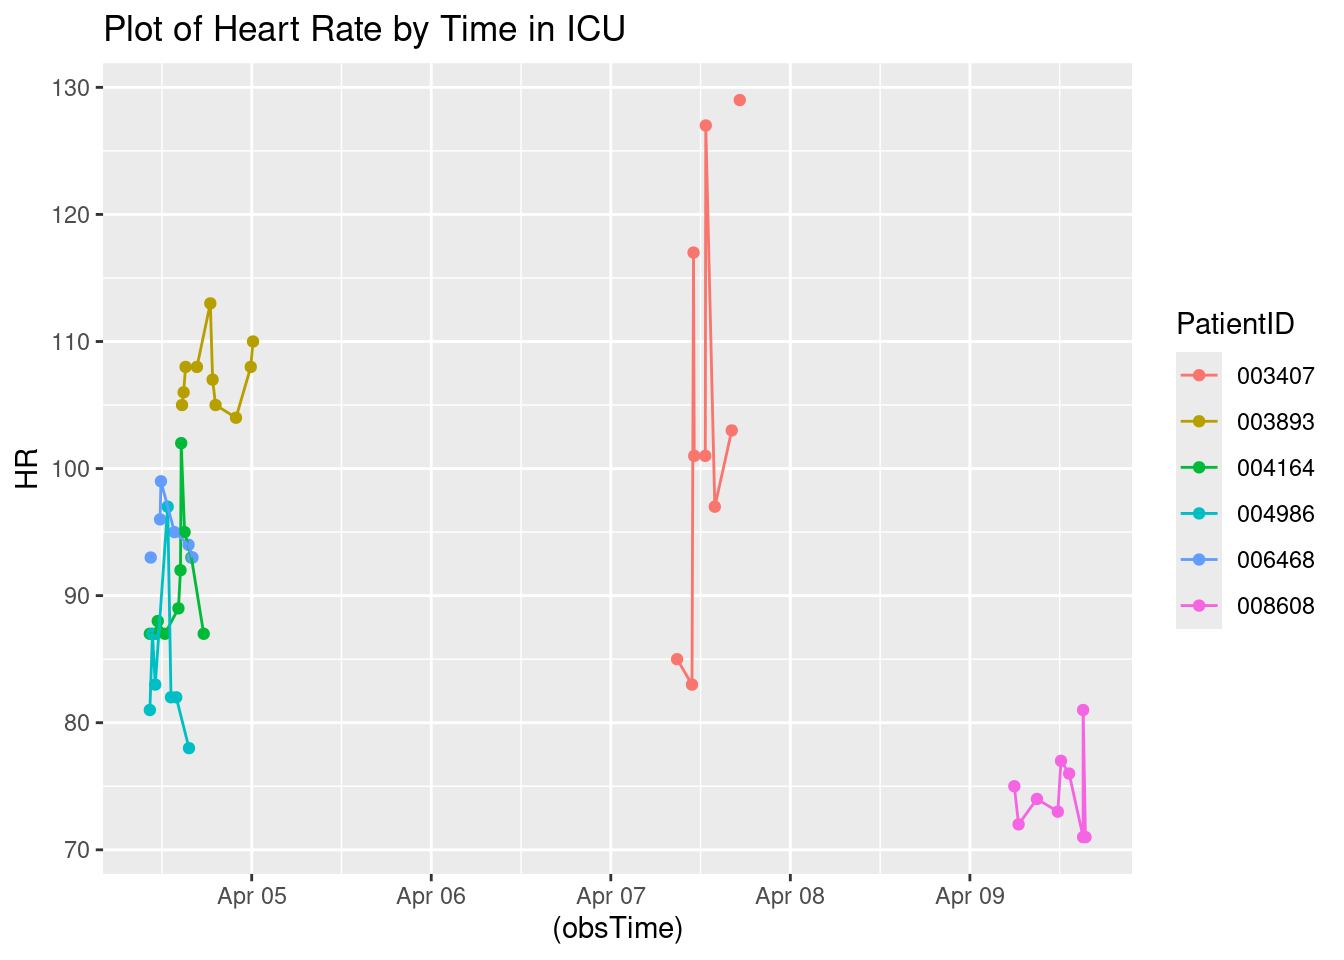 Plot of Heart Rate by Time in ICU
130
120
110
100
90
80
70
HR
Apr 05
Apr 06
Apr 07
Apr 08
Apr 09
(obsTime)
PatientID
003407
003893
004164
004986
006468
008608